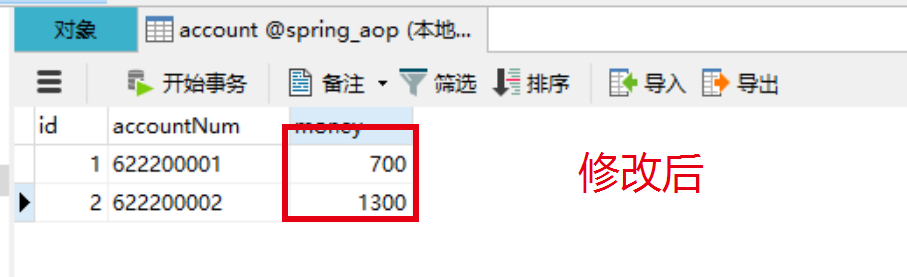 对象 account @spring_aop (本地...
开始事务 备注 筛选 排序 导入 导出
id accountNum money
1 622200001 700
2 622200002 1300
修改后